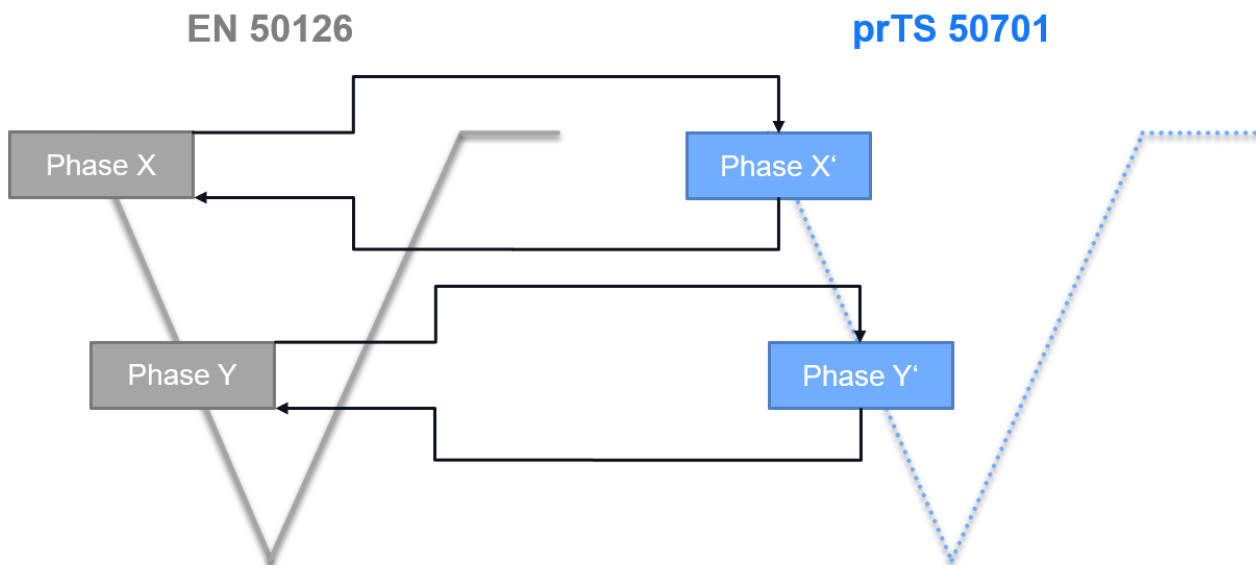 EN 50126
prTS 50701
Phase X
Phase X‘
Phase Y
Phase Y‘